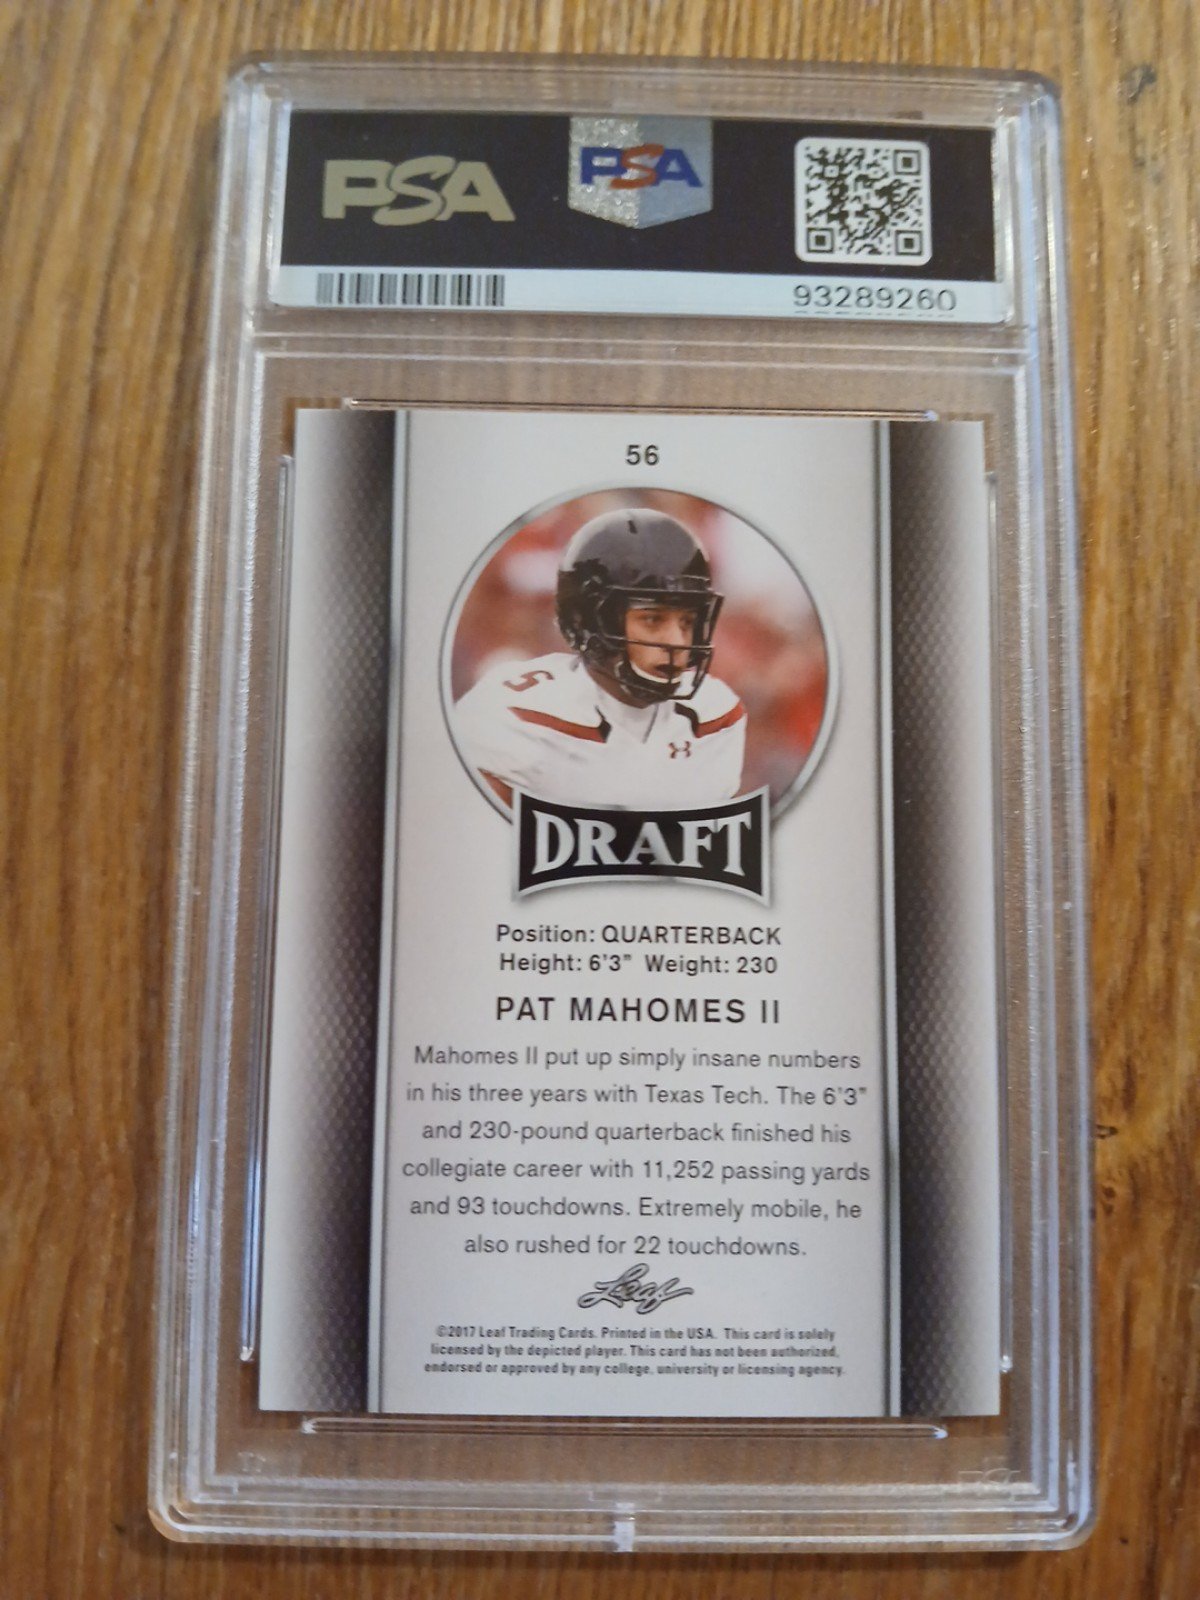 PSA
PSA
93289260
56
5
DRAFT
Position: QUARTERBACK
Height: 6'3" Weight: 230
PAT MAHOMES II
Mahomes II put up simply insane numbers
in his three years with Texas Tech. The 6'3"
and 230-pound quarterback finished his
collegiate career with 11,252 passing yards
and 93 touchdowns. Extremely mobile, he
also rushed for 22 touchdowns.
Leaf
©2017 Leaf Trading Cards. Printed in the USA. This card is solely
licensed by the depicted player. This card has not been authorized,
endorsed or approved by any college, university or licensing agency.
PSA